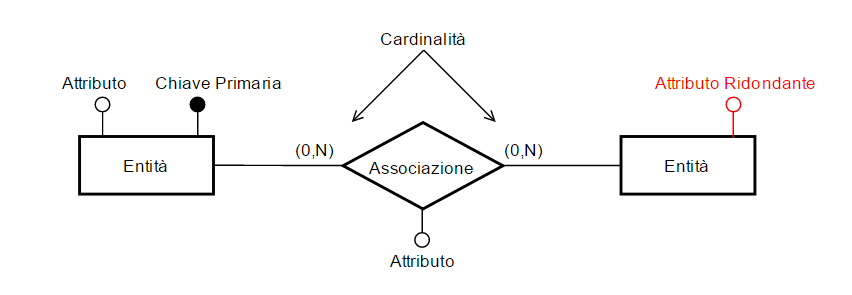 Cardinalità
Attributo
Chiave Primaria
Attributo Ridondante
Entità
(0,N)
Associazione
(0,N)
Entità
Attributo